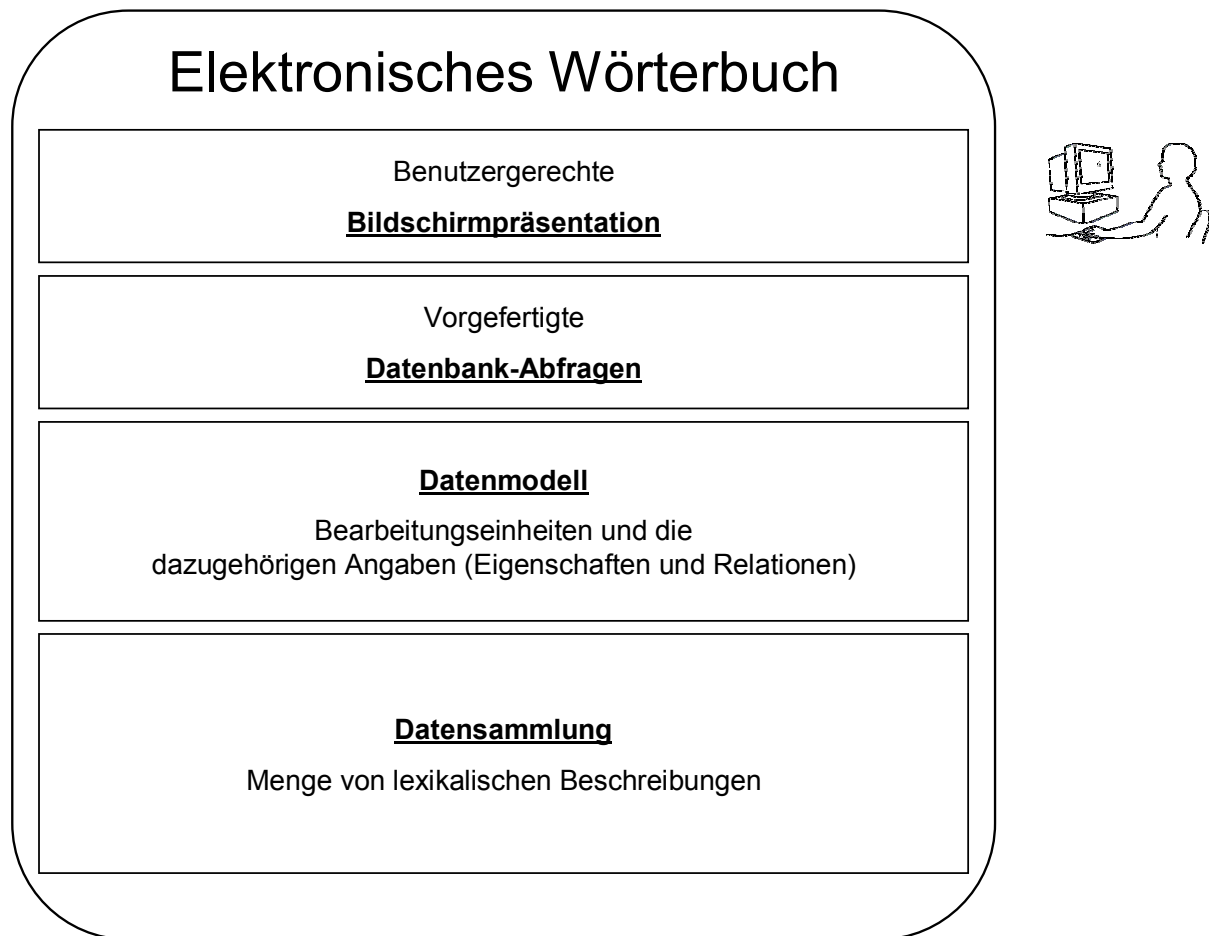 Elektronisches Wörterbuch
Benutzergerechte
Bildschirmpräsentation
Vorgefertigte
Datenbank-Abfragen
Datenmodell
Bearbeitungseinheiten und die
dazugehörigen Angaben (Eigenschaften und Relationen)
Datensammlung
Menge von lexikalischen Beschreibungen